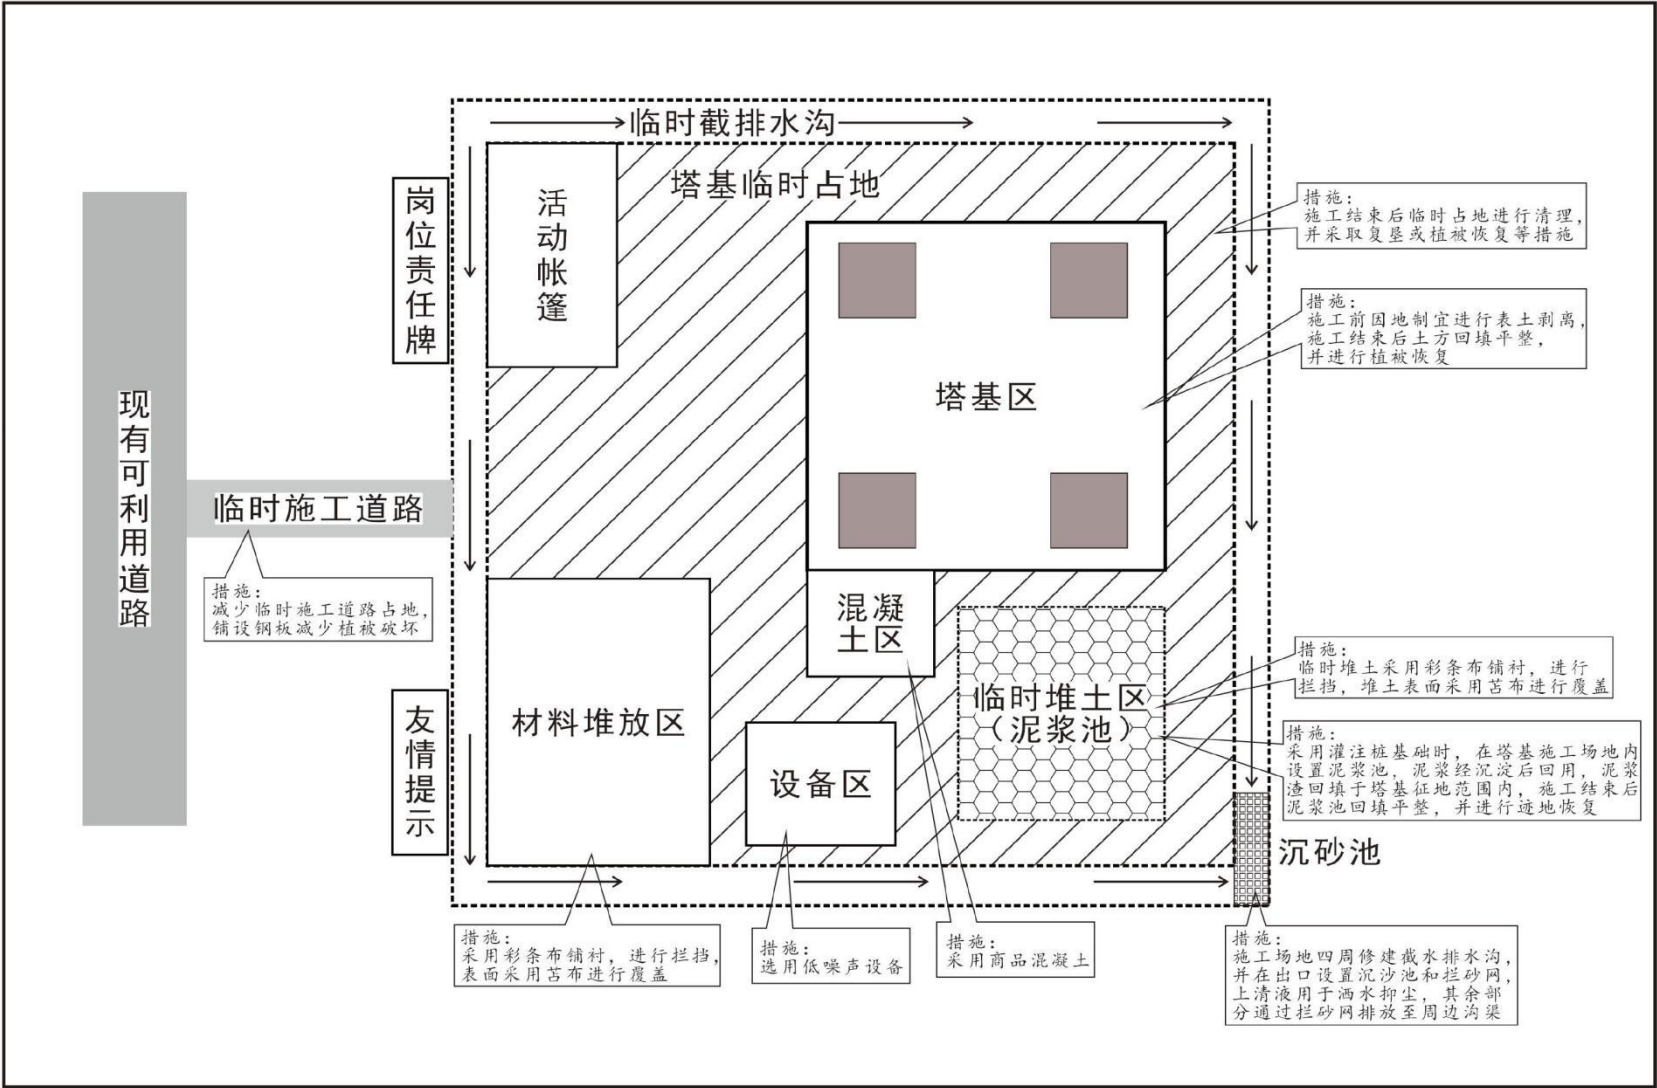 临时截排水沟
塔基临时占地
岗位责任牌
活动帐篷
措施：
施工结束后临时占地进行清理，
并采取复垦或植被恢复等措施
措施：
施工前因地制宜进行表土剥离，
施工结束后土方回填平整，
并进行植被恢复
塔基区
现有可利用道路
临时施工道路
措施：
减少临时施工道路占地，
铺设钢板减少植被破坏
混凝
土区
措施：
临时堆土采用彩条布铺衬，进行
拦挡，堆土表面采用苫布进行覆盖
友情提示
材料堆放区
临时堆土区
（泥浆池）
措施：
采用灌注桩基础时，在塔基施工场地内
设置泥浆池，泥浆经沉淀后回用，泥浆
渣回填于塔基征地范围内，施工结束后
泥浆池回填平整，并进行迹地恢复
设备区
沉砂池
措施：
采用彩条布铺衬，进行拦挡，
表面采用苫布进行覆盖
措施：
选用低噪声设备
措施：
采用商品混凝土
措施：
施工场地四周修建截水排水沟，
并在出口设置沉沙池和拦砂网，
上清液用于洒水抑尘，其余部
分通过拦砂网排放至周边沟渠